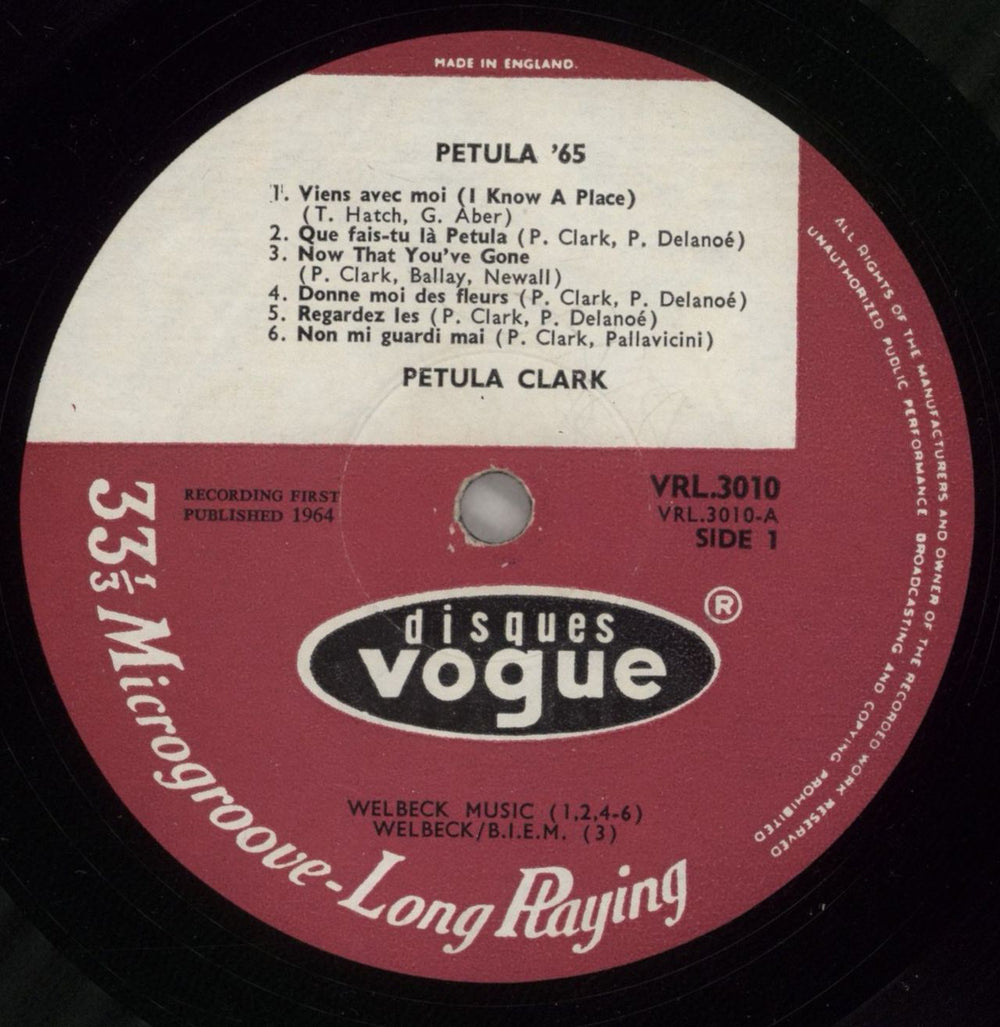 MADE IN ENGLAND.
PETULA '65
1. Viens avec moi (I Know A Place)
(T. Hatch, G. Aber)
2. Que fais-tu là Petula (P. Clark, P. Delanoé)
3. Now That You've Gone
(P. Clark, Ballay, Newall)
4. Donne moi des fleurs (P. Clark, P. Delanoé)
5. Regardez les (P. Clark, P. Delanoé)
6. Non mi guardi mai (P. Clark, Pallavicini)
PETULA CLARK
RECORDING FIRST
PUBLISHED 1964
VRL.3010
VRL.3010-A
SIDE 1
disques
vogue
®
WELBECK MUSIC (1,2,4-6)
WELBECK/B.I.E.M. (3)
33⅓ Microgroove-Long Playing
ALL RIGHTS OF THE MANUFACTURERS AND OWNER OF THE RECORDED WORK RESERVED
UNAUTHORIZED PUBLIC PERFORMANCE BROADCASTING AND COPYING PROHIBITED